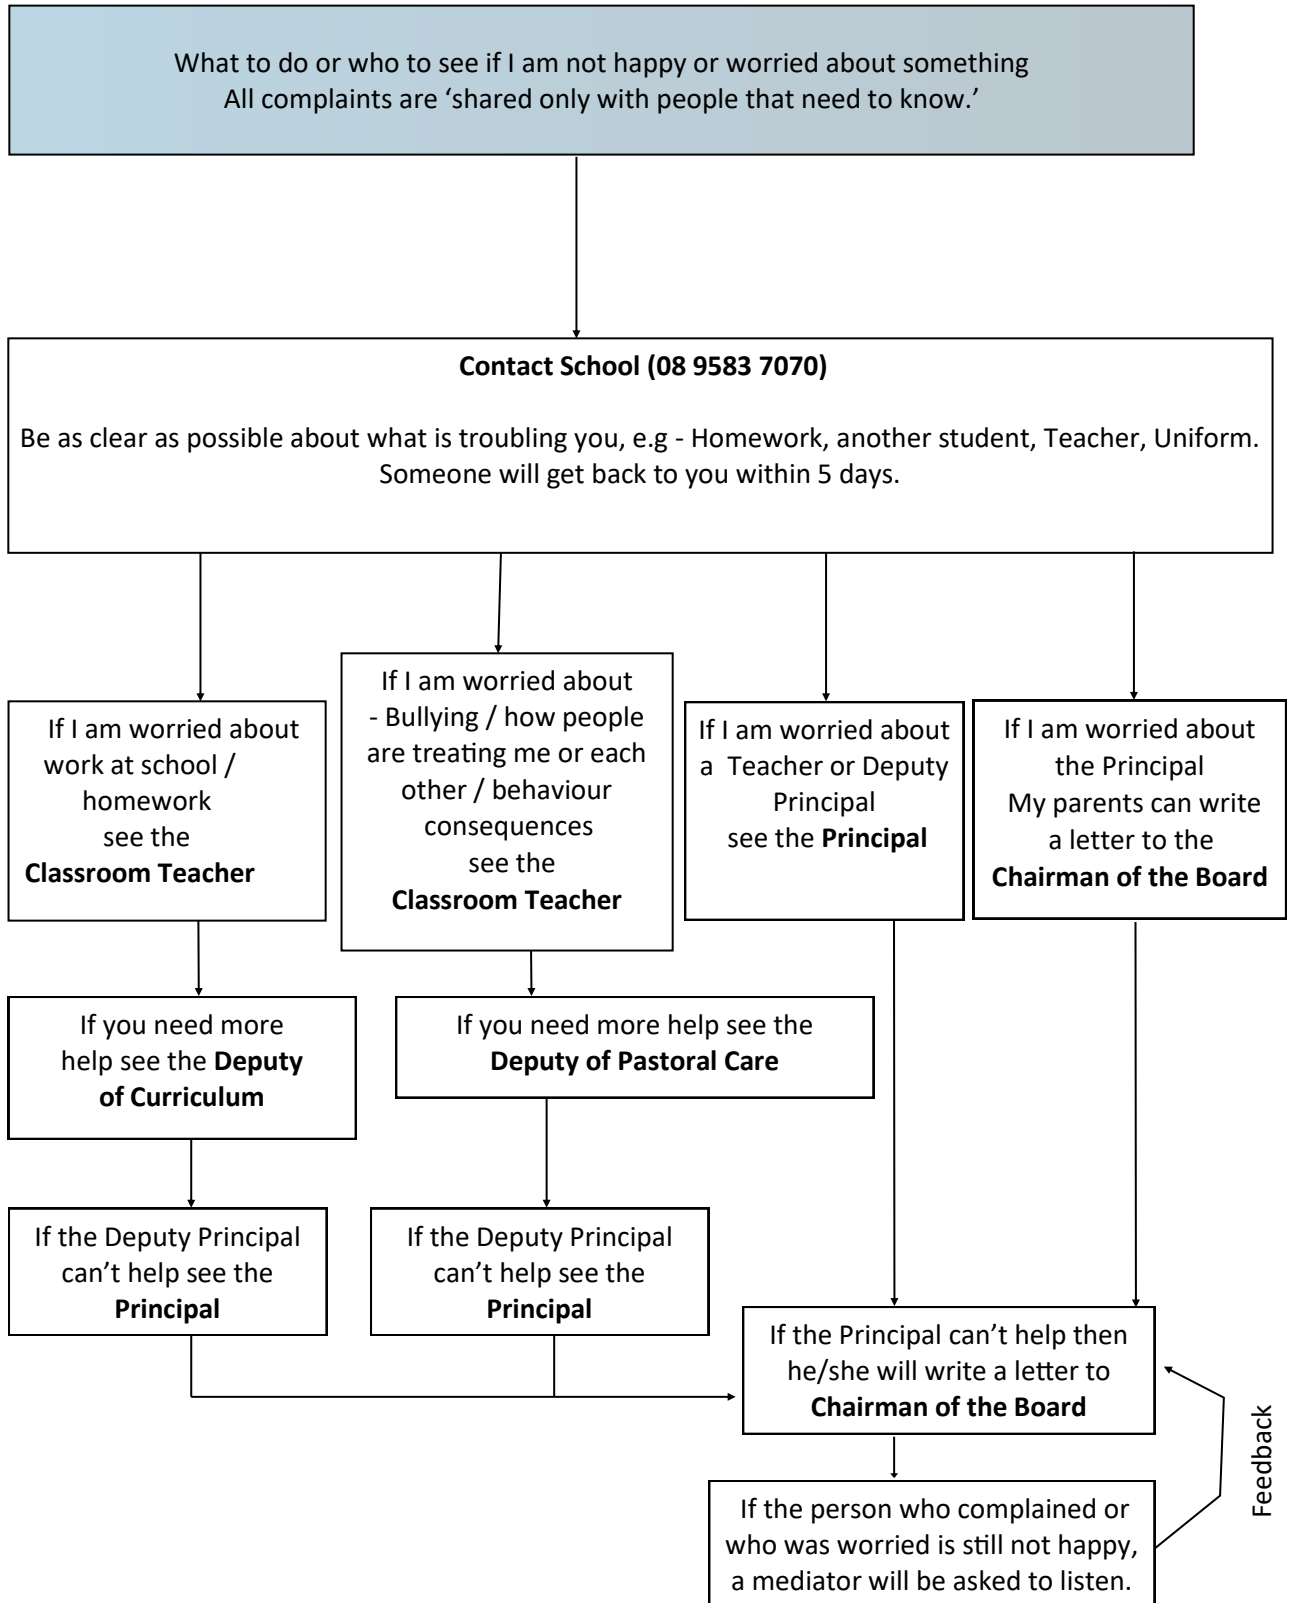 What to do or who to see if I am not happy or worried about something
All complaints are ‘shared only with people that need to know.’
Contact School (08 9583 7070)
Be as clear as possible about what is troubling you, e.g - Homework, another student, Teacher, Uniform.
Someone will get back to you within 5 days.
If I am worried about
work at school /
homework
see the
Classroom Teacher
If I am worried about
- Bullying / how people
are treating me or each
other / behaviour
consequences
see the
Classroom Teacher
If I am worried about
a Teacher or Deputy
Principal
see the Principal
If I am worried about
the Principal
My parents can write
a letter to the
Chairman of the Board
If you need more
help see the Deputy
of Curriculum
If you need more help see the
Deputy of Pastoral Care
If the Deputy Principal
can’t help see the
Principal
If the Deputy Principal
can’t help see the
Principal
If the Principal can’t help then
he/she will write a letter to
Chairman of the Board
Feedback
If the person who complained or
who was worried is still not happy,
a mediator will be asked to listen.